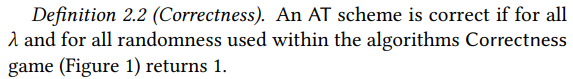 Definition 2.2 (Correctness). An AT scheme is correct if for all
λ and for all randomness used within the algorithms Correctness
game (Figure 1) returns 1.